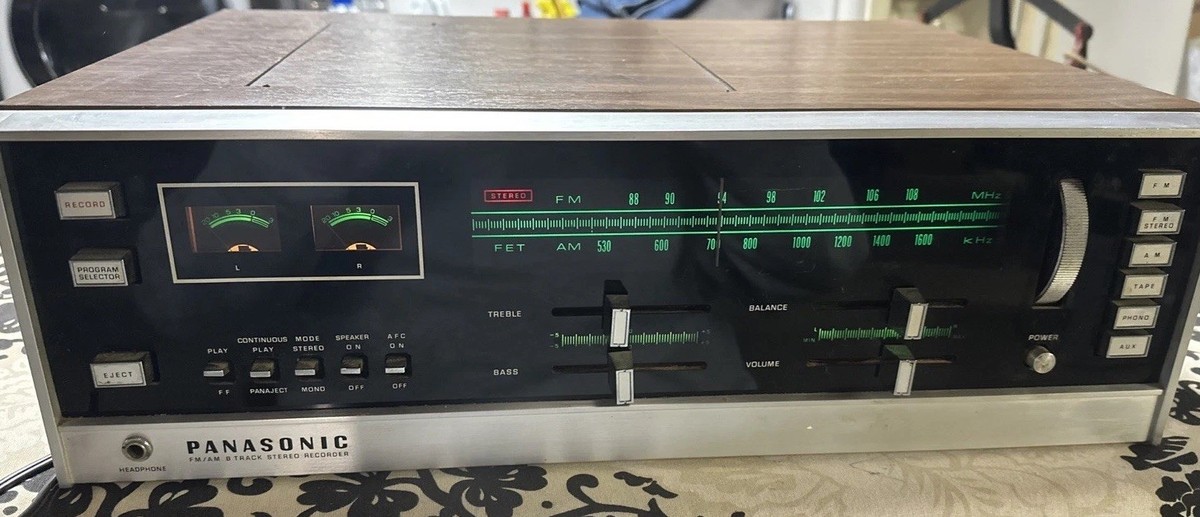 RECORD
PROGRAM
SELECTOR
EJECT
L R
STEREO FM 88 90 94 98 102 106 108 MHz
FET AM 530 600 700 800 1000 1200 1400 1600 kHz
TREBLE
BASS
BALANCE
VOLUME
PLAY
FF
CONTINUOUS
PLAY
PANAJECT
MODE
STEREO
MONO
SPEAKER
ON
OFF
AFC
ON
OFF
POWER
FM
FM
STEREO
AM
TAPE
PHONO
AUX
HEADPHONE
PANASONIC
FM/AM 8 TRACK STEREO RECORDER